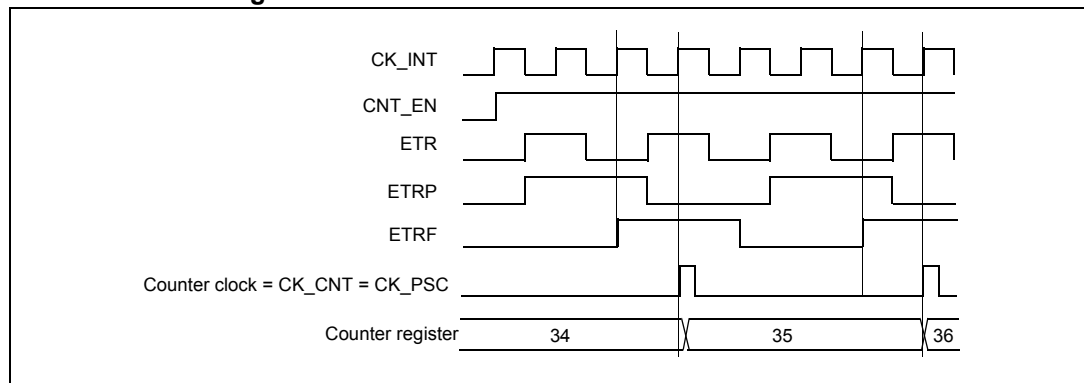 CK_INT
CNT_EN
ETR
ETRP
ETRF
Counter clock = CK_CNT = CK_PSC
Counter register 34 35 36